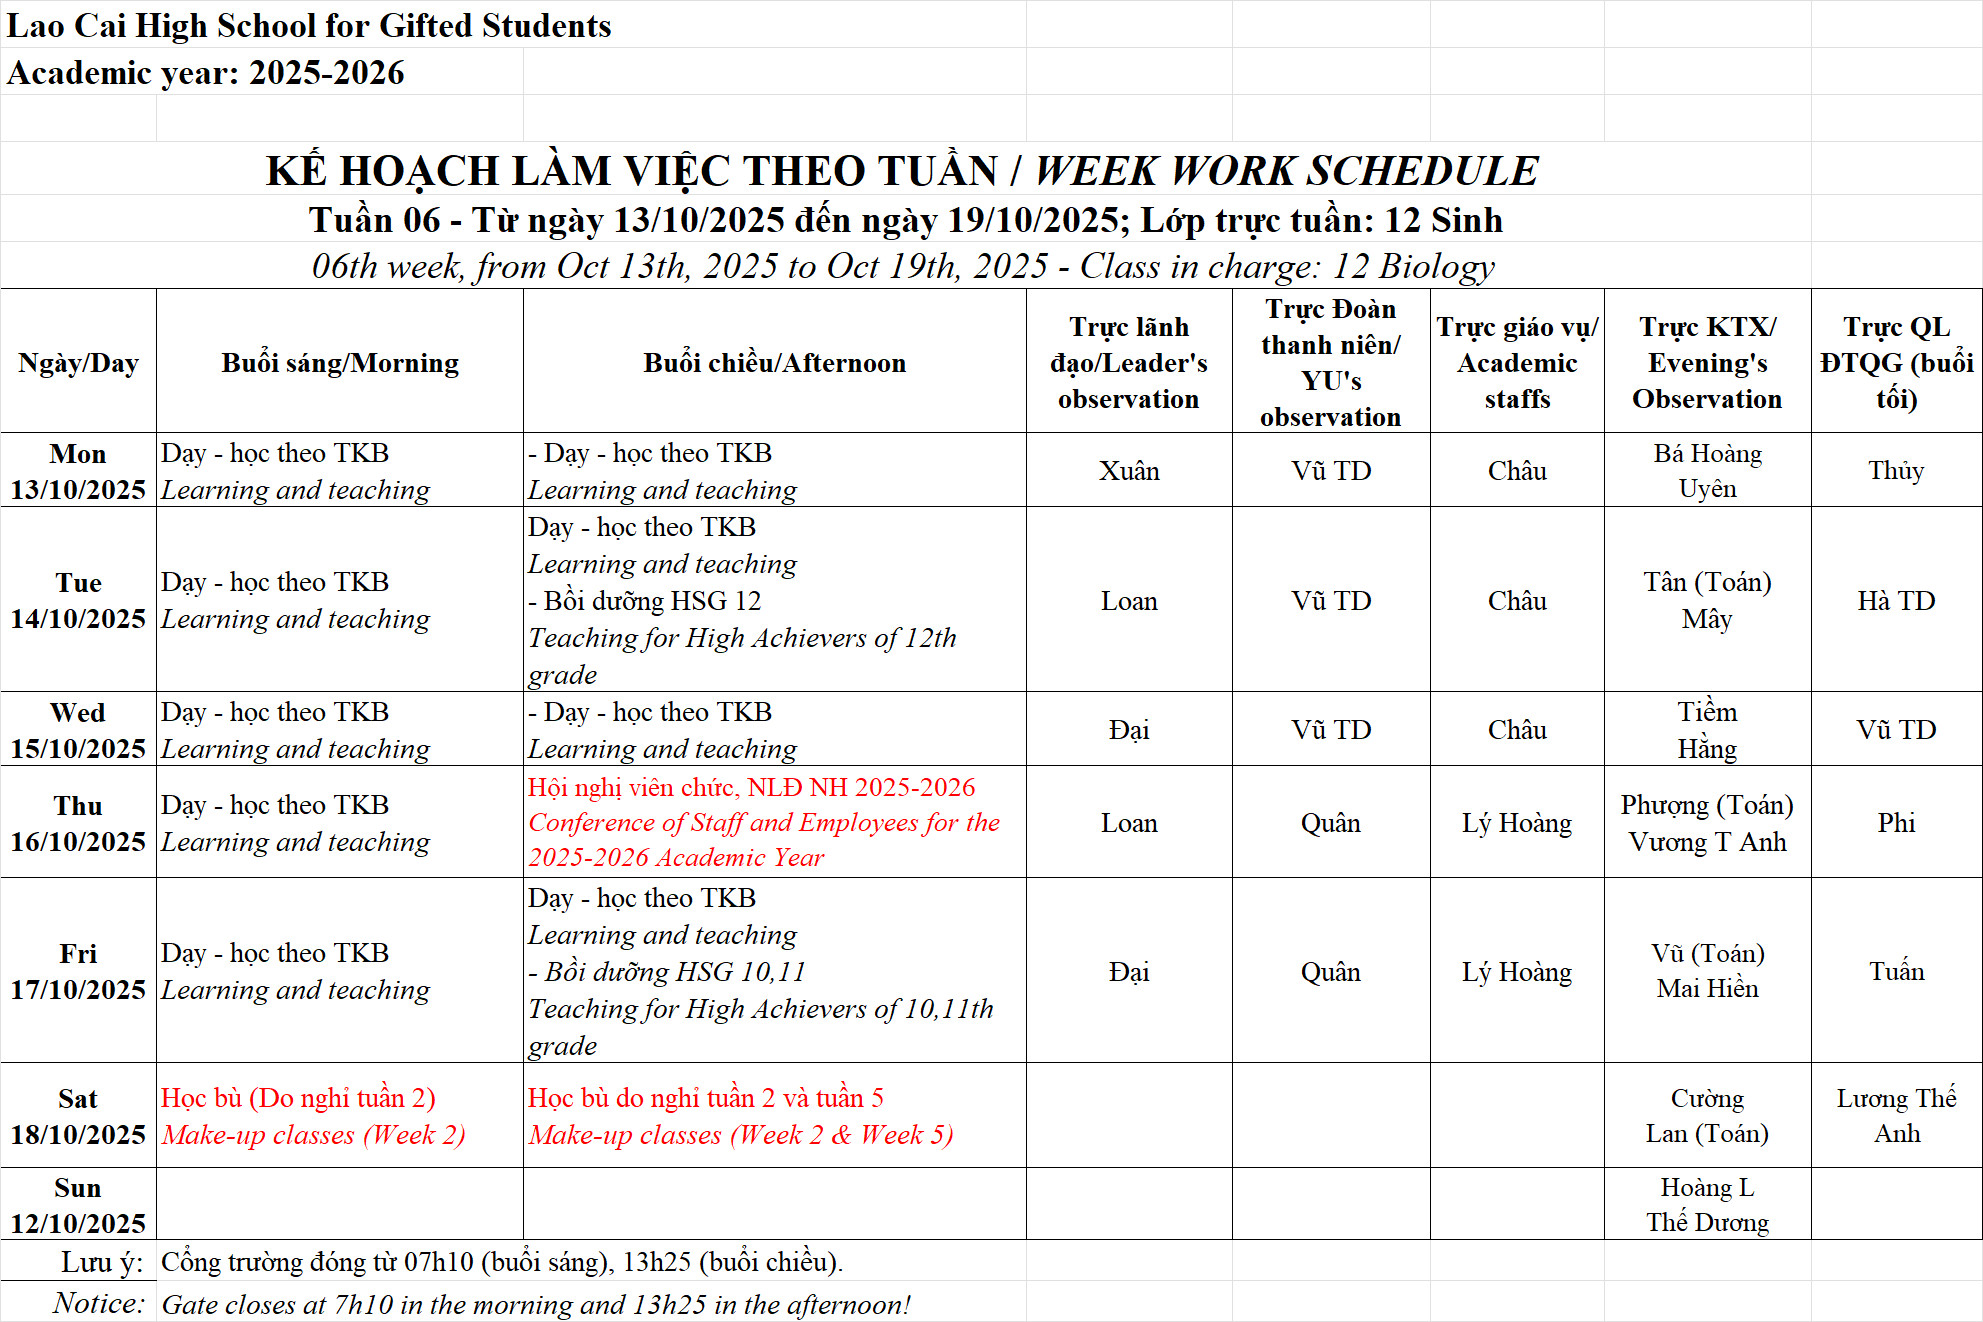 Lao Cai High School for Gifted Students
Academic year: 2025-2026
KẾ HOẠCH LÀM VIỆC THEO TUẦN / WEEK WORK SCHEDULE
Tuần 06 - Từ ngày 13/10/2025 đến ngày 19/10/2025; Lớp trực tuần: 12 Sinh
06th week, from Oct 13th, 2025 to Oct 19th, 2025 - Class in charge: 12 Biology
Ngày/Day
Buổi sáng/Morning
Buổi chiều/Afternoon
Trực lãnh
đạo/Leader's
observation
Trực Đoàn
thanh niên/
YU's
observation
Trực giáo vụ/
Academic
staffs
Trực KTX/
Evening's
Observation
Trực QL
ĐTQG (buổi
tối)
Mon
13/10/2025
Dạy - học theo TKB
Learning and teaching
- Dạy - học theo TKB
Learning and teaching
Xuân
Vũ TD
Châu
Bá Hoàng
Uyên
Thủy
Tue
14/10/2025
Dạy - học theo TKB
Learning and teaching
Dạy - học theo TKB
Learning and teaching
- Bồi dưỡng HSG 12
Teaching for High Achievers of 12th
grade
Loan
Vũ TD
Châu
Tân (Toán)
Mây
Hà TD
Wed
15/10/2025
Dạy - học theo TKB
Learning and teaching
- Dạy - học theo TKB
Learning and teaching
Đại
Vũ TD
Châu
Tiềm
Hằng
Vũ TD
Thu
16/10/2025
Dạy - học theo TKB
Learning and teaching
Hội nghị viên chức, NLĐ NH 2025-2026
Conference of Staff and Employees for the
2025-2026 Academic Year
Loan
Quân
Lý Hoàng
Phượng (Toán)
Vương T Anh
Phi
Fri
17/10/2025
Dạy - học theo TKB
Learning and teaching
Dạy - học theo TKB
Learning and teaching
- Bồi dưỡng HSG 10,11
Teaching for High Achievers of 10,11th
grade
Đại
Quân
Lý Hoàng
Vũ (Toán)
Mai Hiền
Tuấn
Sat
18/10/2025
Học bù (Do nghỉ tuần 2)
Make-up classes (Week 2)
Học bù do nghỉ tuần 2 và tuần 5
Make-up classes (Week 2 & Week 5)
Cường
Lan (Toán)
Lương Thế
Anh
Sun
12/10/2025
Hoàng L
Thế Dương
Lưu ý:
Cổng trường đóng từ 07h10 (buổi sáng), 13h25 (buổi chiều).
Notice:
Gate closes at 7h10 in the morning and 13h25 in the afternoon!